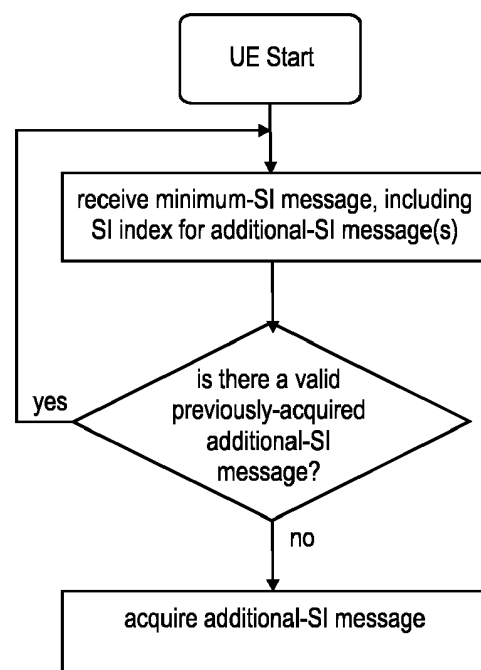 UE Start
receive minimum-SI message, including
SI index for additional-SI message(s)
is there a valid
previously-acquired
additional-SI
message?
yes
no
acquire additional-SI message